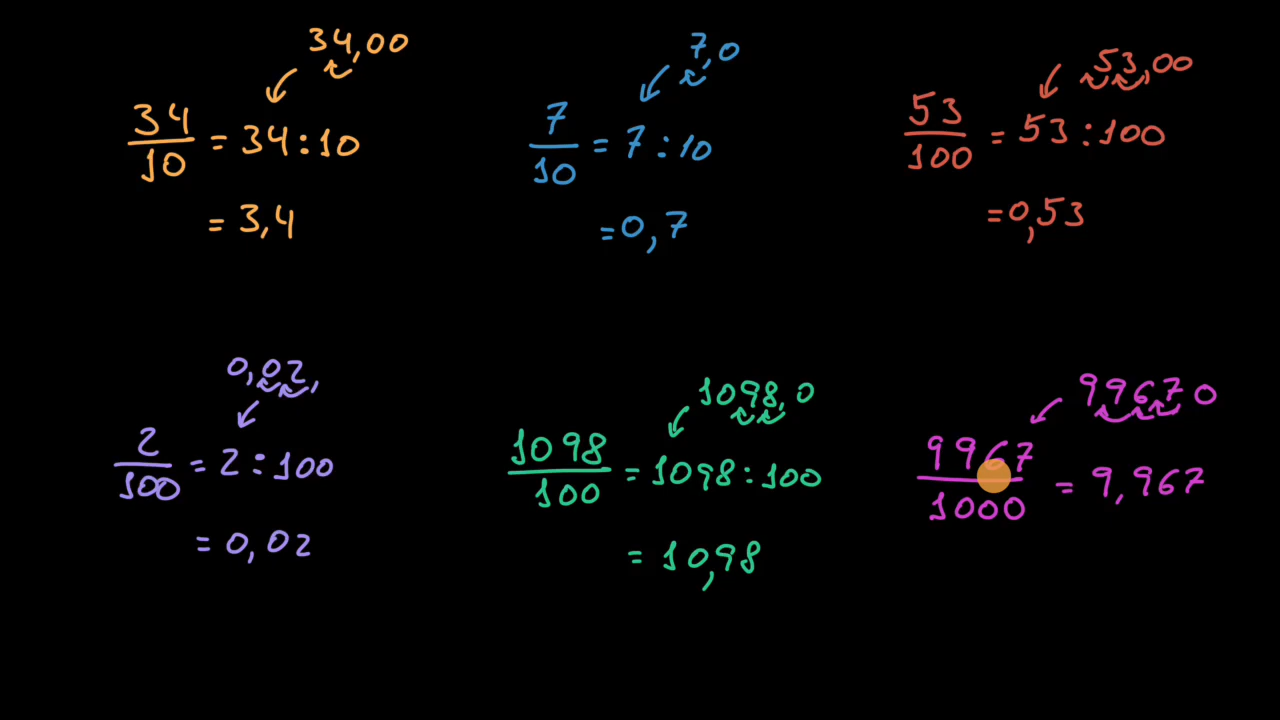 34,00
34/10 = 34:10
= 3,4
7,0
7/10 = 7:10
= 0,7
53,00
53/100 = 53:100
= 0,53
0,02,
2/100 = 2:100
= 0,02
1098,0
1098/100 = 1098:100
= 10,98
99670
9967/1000 = 9,967